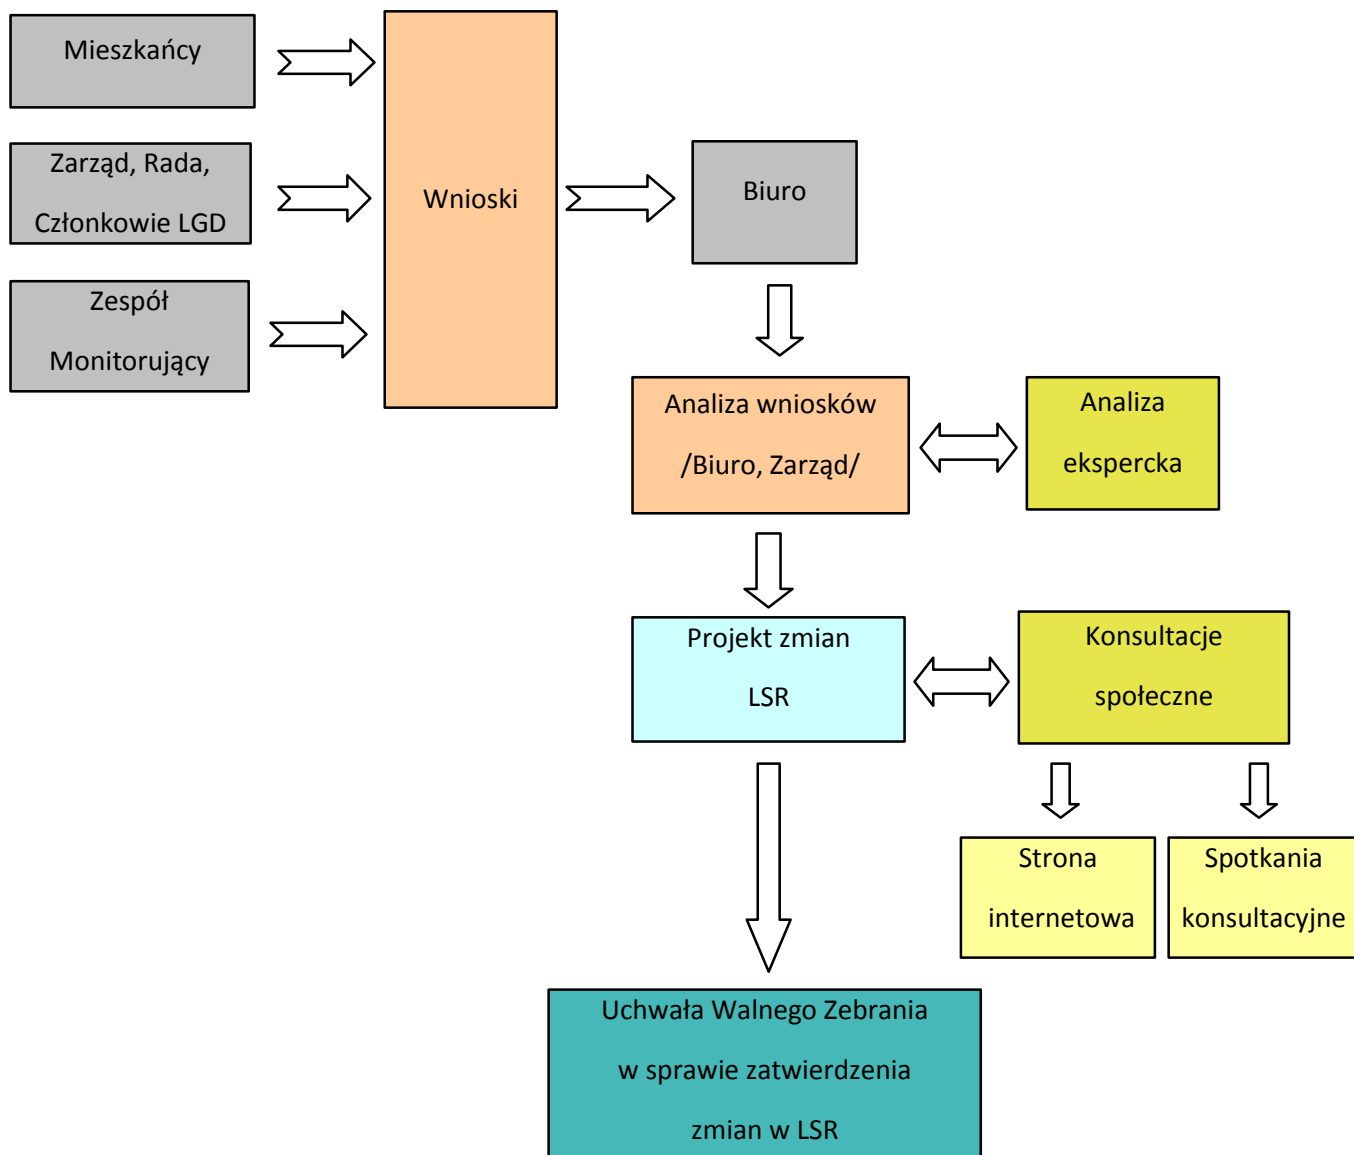 Mieszkańcy
Zarząd, Rada,
Członkowie LGD
Zespół
Monitorujący
Wnioski
Biuro
Analiza wniosków
/Biuro, Zarząd/
Analiza
ekspercka
Projekt zmian
LSR
Konsultacje
społeczne
Strona
internetowa
Spotkania
konsultacyjne
Uchwała Walnego Zebrania
w sprawie zatwierdzenia
zmian w LSR